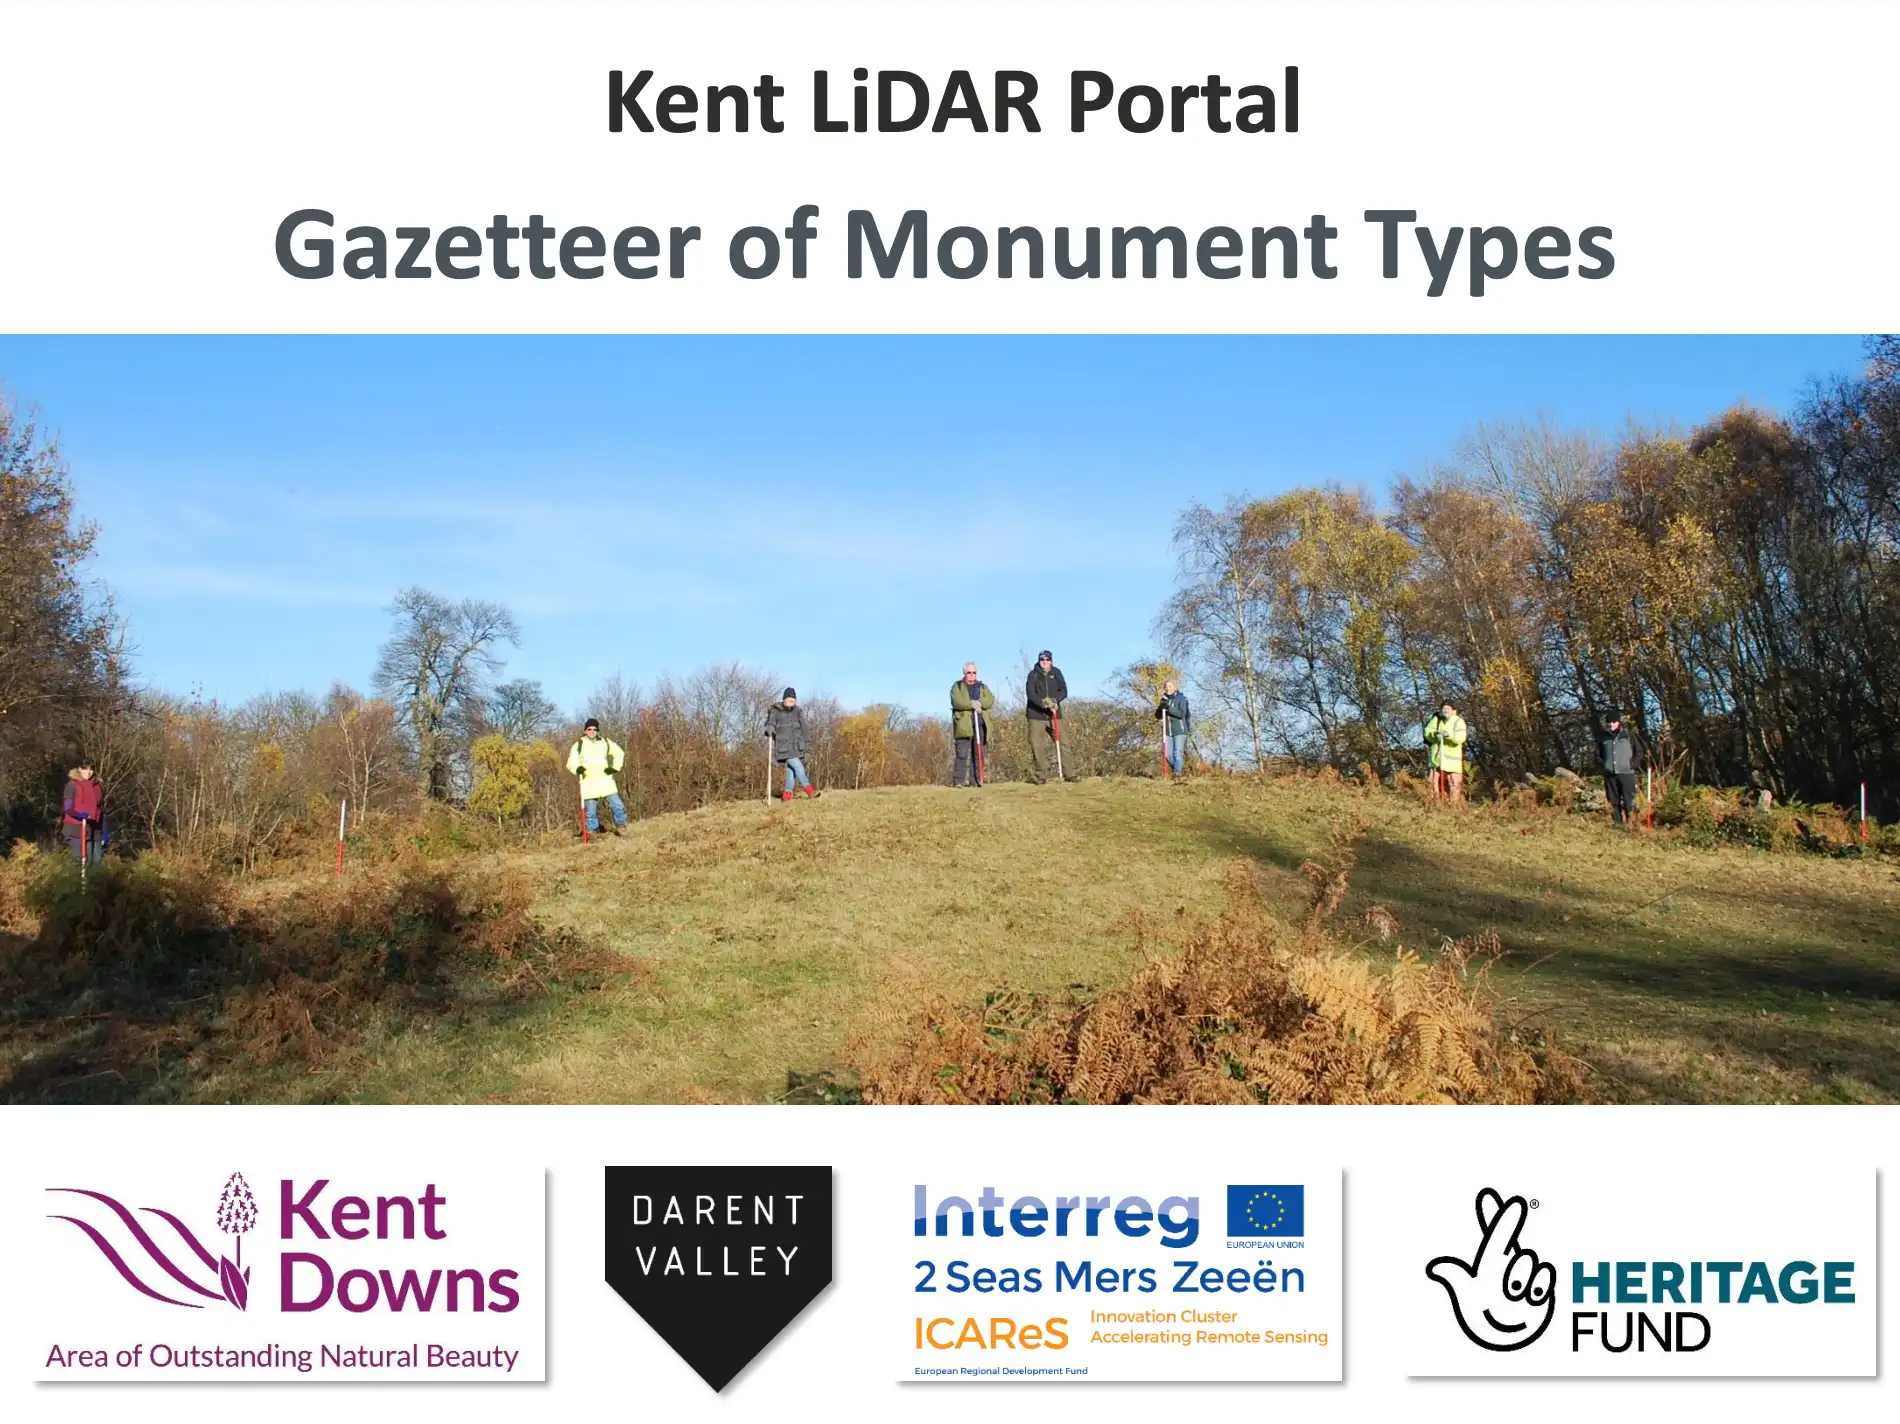 Kent LiDAR Portal
Gazetteer of Monument Types
Kent
Downs
Area of Outstanding Natural Beauty
DARENT
VALLEY
Interreg
EUROPEAN UNION
2 Seas Mers Zeeën
ICAReS
Innovation Cluster
Accelerating Remote Sensing
European Regional Development Fund
®
HERITAGE
FUND